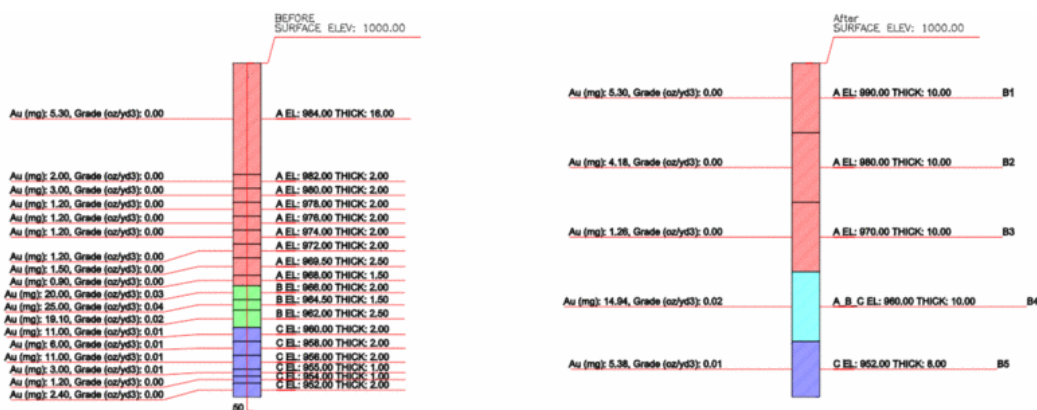 BEFORE
SURFACE ELEV: 1000.00
Au (mg): 5.30, Grade (oz/yd3): 0.00 A EL: 984.00 THICK: 16.00
Au (mg): 2.00, Grade (oz/yd3): 0.00 A EL: 982.00 THICK: 2.00
Au (mg): 3.00, Grade (oz/yd3): 0.00 A EL: 980.00 THICK: 2.00
Au (mg): 1.20, Grade (oz/yd3): 0.00 A EL: 978.00 THICK: 2.00
Au (mg): 1.20, Grade (oz/yd3): 0.00 A EL: 976.00 THICK: 2.00
Au (mg): 1.20, Grade (oz/yd3): 0.00 A EL: 974.00 THICK: 2.00
Au (mg): 1.20, Grade (oz/yd3): 0.00 A EL: 972.00 THICK: 2.00
Au (mg): 1.50, Grade (oz/yd3): 0.00 A EL: 969.50 THICK: 2.50
Au (mg): 0.90, Grade (oz/yd3): 0.00 A EL: 968.00 THICK: 1.50
Au (mg): 20.00, Grade (oz/yd3): 0.03 B EL: 966.00 THICK: 2.00
Au (mg): 25.00, Grade (oz/yd3): 0.04 B EL: 964.50 THICK: 1.50
Au (mg): 19.10, Grade (oz/yd3): 0.02 B EL: 962.00 THICK: 2.50
Au (mg): 11.00, Grade (oz/yd3): 0.01 C EL: 960.00 THICK: 2.00
Au (mg): 6.00, Grade (oz/yd3): 0.01 C EL: 958.00 THICK: 2.00
Au (mg): 11.00, Grade (oz/yd3): 0.01 C EL: 956.00 THICK: 2.00
Au (mg): 3.00, Grade (oz/yd3): 0.01 C EL: 955.00 THICK: 1.00
Au (mg): 1.20, Grade (oz/yd3): 0.00 C EL: 954.00 THICK: 1.00
Au (mg): 2.40, Grade (oz/yd3): 0.00 C EL: 952.00 THICK: 2.00
50
After
SURFACE ELEV: 1000.00
Au (mg): 5.30, Grade (oz/yd3): 0.00 A EL: 990.00 THICK: 10.00 B1
Au (mg): 4.18, Grade (oz/yd3): 0.00 A EL: 980.00 THICK: 10.00 B2
Au (mg): 1.26, Grade (oz/yd3): 0.00 A EL: 970.00 THICK: 10.00 B3
Au (mg): 14.94, Grade (oz/yd3): 0.02 A_B_C EL: 960.00 THICK: 10.00 B4
Au (mg): 5.38, Grade (oz/yd3): 0.01 C EL: 952.00 THICK: 8.00 B5